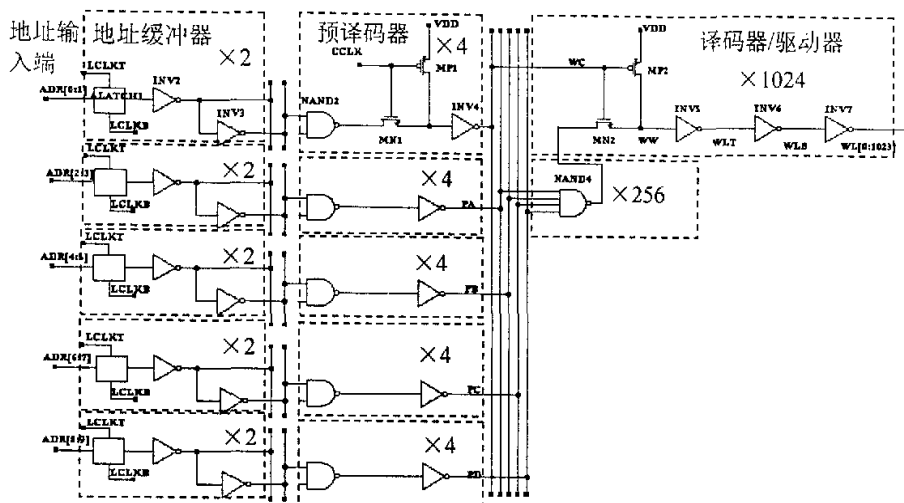 地址输入端
地址缓冲器
×2
LCLKT
ADR[0:1]
ALATCH1
LCLKB
INV2
INV3
预译码器
×4
VDD
CCLK
MP1
NAND2
MN1
INV4
译码器/驱动器
×1024
VDD
WC
MP2
MN2
WW
INV5
WLT
INV6
WLB
INV7
WL[0:1023]
LCLKT
×2
ADR[2:3]
LCLKB
×4
PA
NAND4
×256
LCLKT
×2
ADR[4:5]
LCLKB
×4
PB
LCLKT
×2
ADR[6:7]
LCLKB
×4
PC
LCLKT
×2
ADR[8:9]
LCLKB
×4
PD